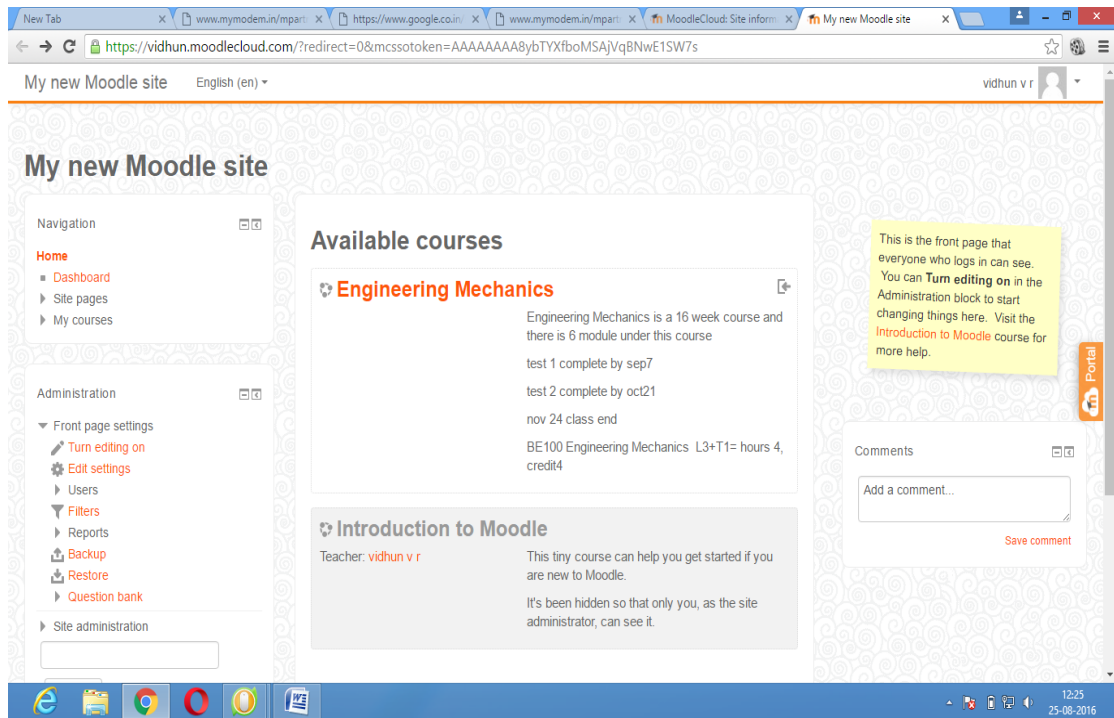 New Tab
www.mymodem.in/mparti
https://www.google.co.in/
www.mymodem.in/mparti
MoodleCloud: Site inform
My new Moodle site
https://vidhun.moodlecloud.com/?redirect=0&mcssotoken=AAAAAAAA8ybTYXfboMSAjVqBNwE1SW7s
My new Moodle site
English (en)
vidhun v r
My new Moodle site
Navigation
Home
Dashboard
Site pages
My courses
Administration
Front page settings
Turn editing on
Edit settings
Users
Filters
Reports
Backup
Restore
Question bank
Site administration
Available courses
Engineering Mechanics
Engineering Mechanics is a 16 week course and
there is 6 module under this course
test 1 complete by sep7
test 2 complete by oct21
nov 24 class end
BE100 Engineering Mechanics L3+T1= hours 4,
credit4
Introduction to Moodle
Teacher: vidhun v r
This tiny course can help you get started if you
are new to Moodle.
It's been hidden so that only you, as the site
administrator, can see it.
This is the front page that
everyone who logs in can see.
You can Turn editing on in the
Administration block to start
changing things here. Visit the
Introduction to Moodle course for
more help.
Portal
Comments
Add a comment...
Save comment
12:25
25-08-2016